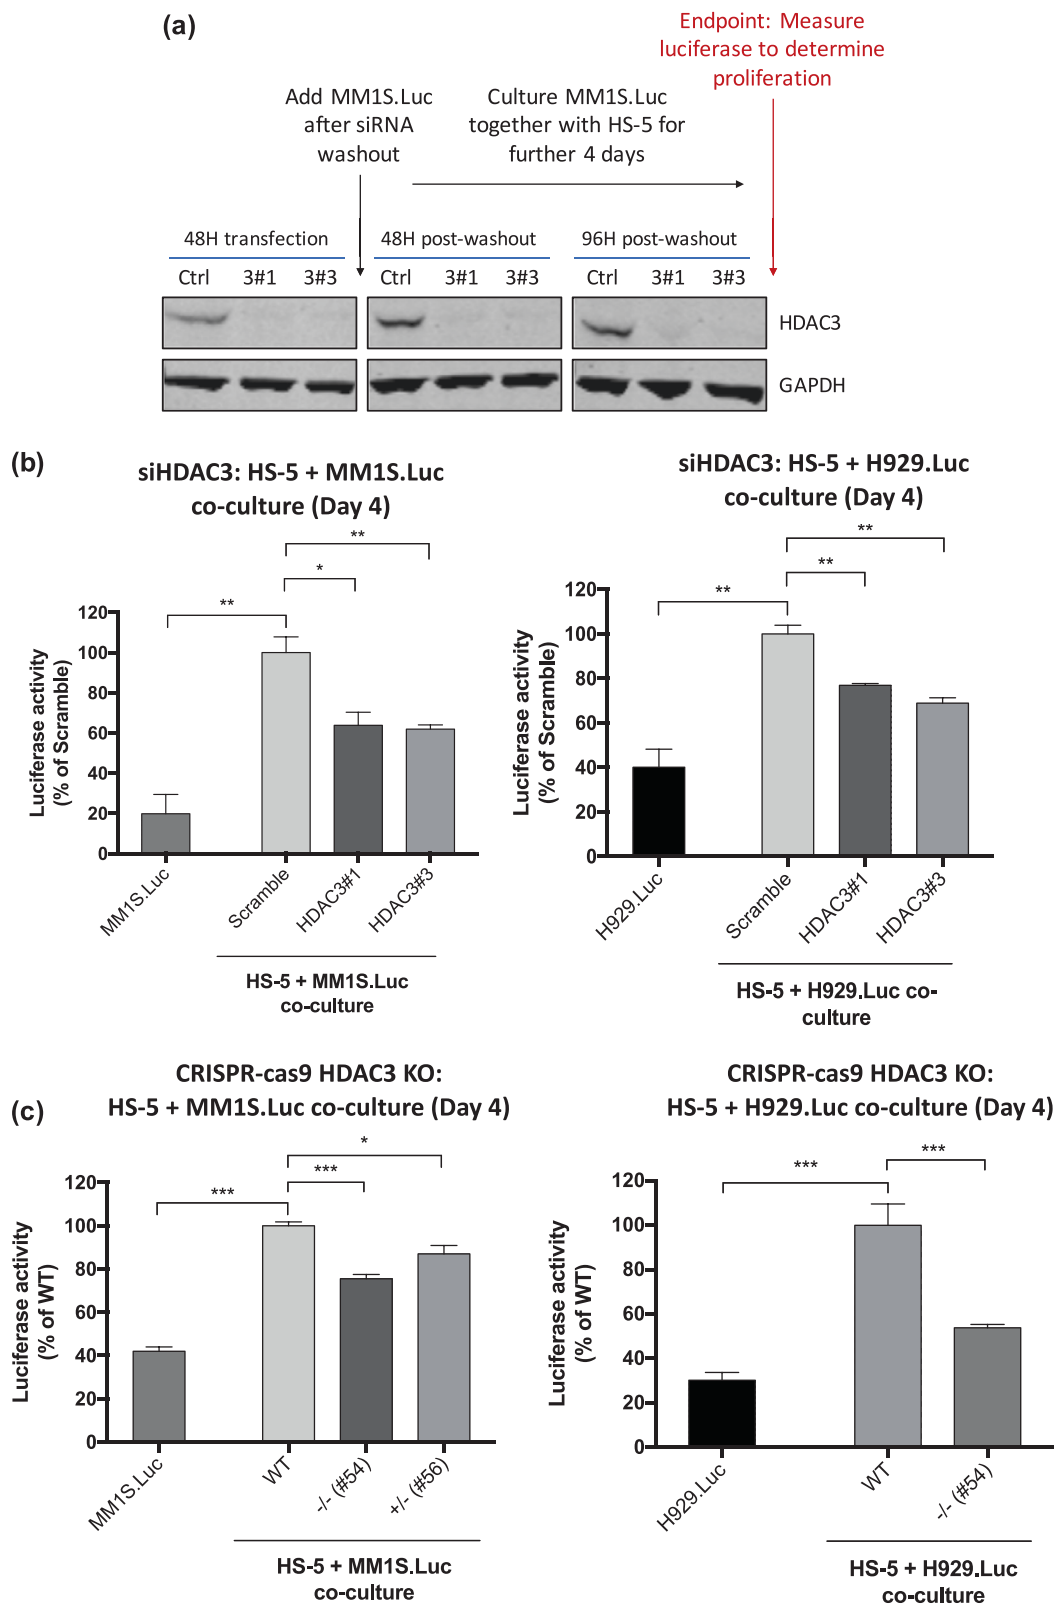 (a)
Endpoint: Measure
luciferase to determine
proliferation
Add MM1S.Luc
after siRNA
washout
Culture MM1S.Luc
together with HS-5 for
further 4 days
48H transfection
48H post-washout
96H post-washout
Ctrl 3#1 3#3
Ctrl 3#1 3#3
Ctrl 3#1 3#3
HDAC3
GAPDH
(b)
siHDAC3: HS-5 + MM1S.Luc
co-culture (Day 4)
**
*
**
Luciferase activity
(% of Scramble)
120
100
80
60
40
20
0
MM1S.Luc
Scramble
HDAC3#1
HDAC3#3
HS-5 + MM1S.Luc
co-culture
siHDAC3: HS-5 + H929.Luc
co-culture (Day 4)
**
**
**
Luciferase activity
(% of Scramble)
120
100
80
60
40
20
0
H929.Luc
Scramble
HDAC3#1
HDAC3#3
HS-5 + H929.Luc co-
culture
(c)
CRISPR-cas9 HDAC3 KO:
HS-5 + MM1S.Luc co-culture (Day 4)
*
***
***
Luciferase activity
(% of WT)
120
100
80
60
40
20
0
MM1S.Luc
WT
-/- (#54)
+/- (#56)
HS-5 + MM1S.Luc
co-culture
CRISPR-cas9 HDAC3 KO:
HS-5 + H929.Luc co-culture (Day 4)
***
***
Luciferase activity
(% of WT)
120
100
80
60
40
20
0
H929.Luc
WT
-/- (#54)
HS-5 + H929.Luc
co-culture